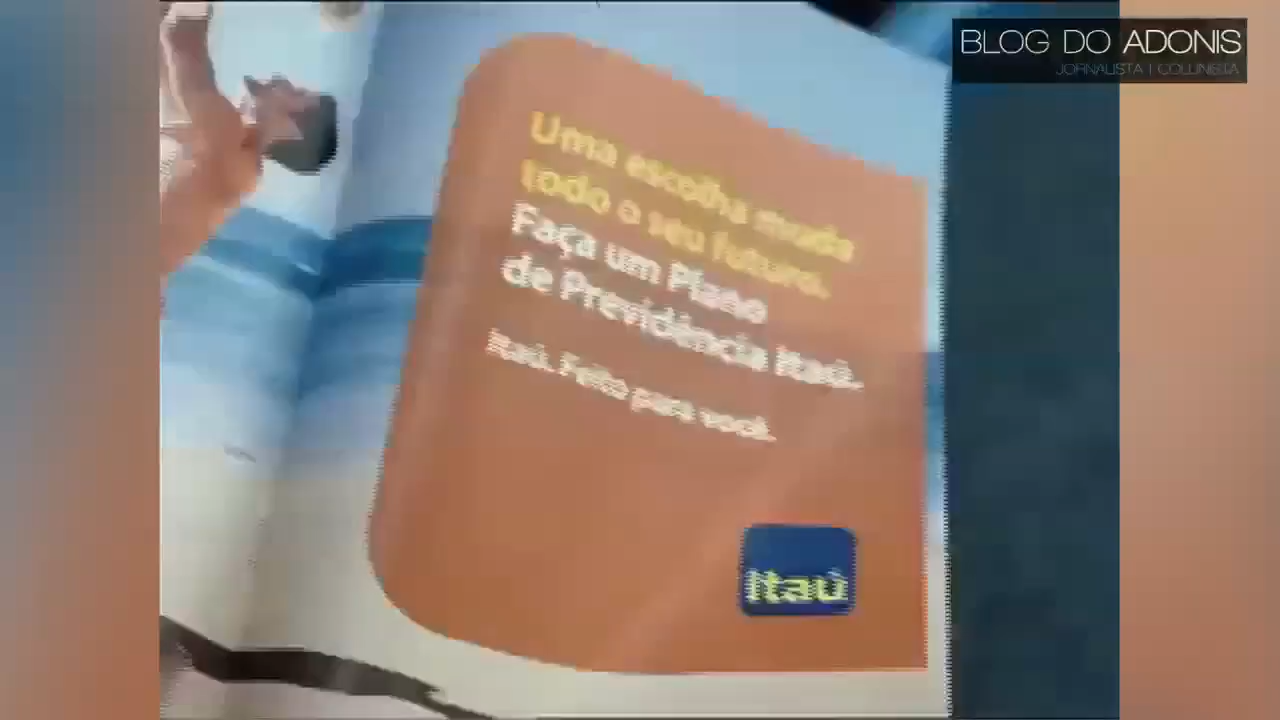 BLOG DO ADONIS
JORNALISTA | COLUNISTA
Uma escolha muda
todo o seu futuro.
Faça um Plano
de Previdência Itaú.
Itaú. Feito para você.
Itaú